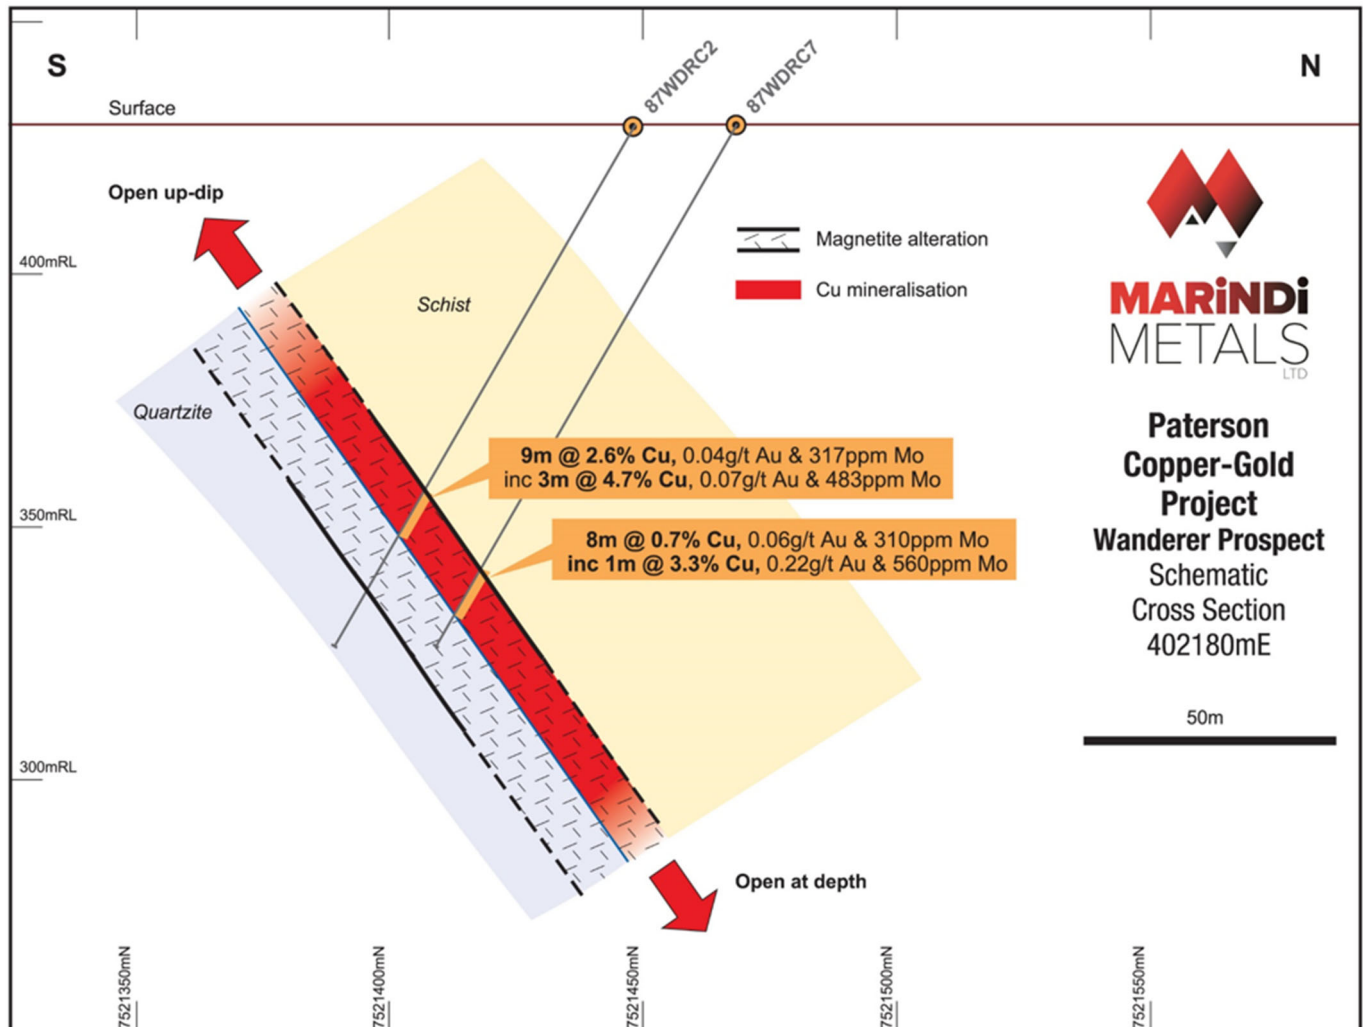 S
N
Surface
87WDRC2
87WDRC7
Open up-dip
400mRL
Schist
Magnetite alteration
Cu mineralisation
MARiNDi
METALS
LTD
Quartzite
Paterson
Copper-Gold
Project
Wanderer Prospect
Schematic
Cross Section
402180mE
9m @ 2.6% Cu, 0.04g/t Au & 317ppm Mo
inc 3m @ 4.7% Cu, 0.07g/t Au & 483ppm Mo
350mRL
8m @ 0.7% Cu, 0.06g/t Au & 310ppm Mo
inc 1m @ 3.3% Cu, 0.22g/t Au & 560ppm Mo
50m
300mRL
Open at depth
7521350mN
7521400mN
7521450mN
7521500mN
7521550mN